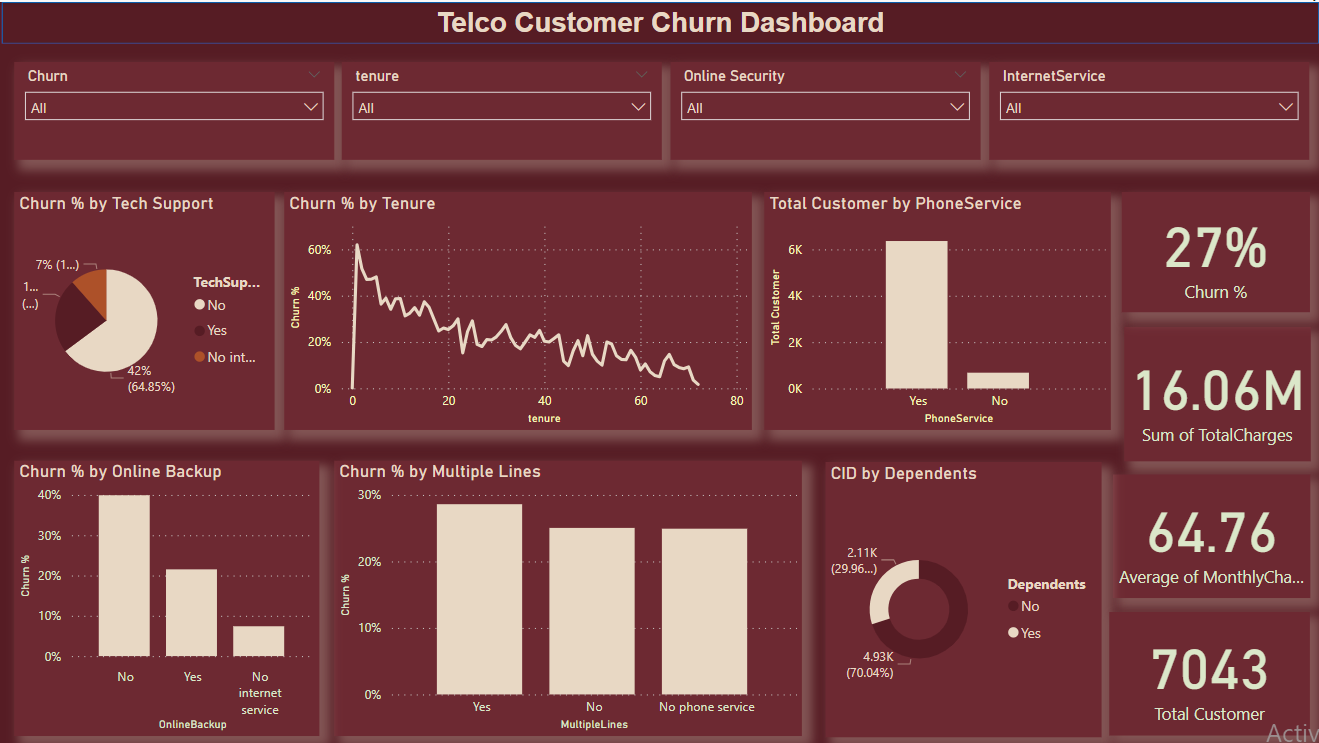 Telco Customer Churn Dashboard
Churn
All
tenure
All
Online Security
All
InternetService
All
Churn % by Tech Support
7% (1...)
1...
(...)
42%
(64.85%)
TechSup...
No
Yes
No int...
Churn % by Tenure
Churn %
60%
40%
20%
0%
0
20
40
60
80
tenure
Total Customer by PhoneService
Total Customer
6K
4K
2K
0K
Yes
No
PhoneService
27%
Churn %
16.06M
Sum of TotalCharges
Churn % by Online Backup
Churn %
40%
30%
20%
10%
0%
No
Yes
No
internet
service
OnlineBackup
Churn % by Multiple Lines
Churn %
30%
20%
10%
0%
Yes
No
No phone service
MultipleLines
CID by Dependents
2.11K
(29.96...)
4.93K
(70.04%)
Dependents
No
Yes
64.76
Average of MonthlyCha...
7043
Total Customer
Activ